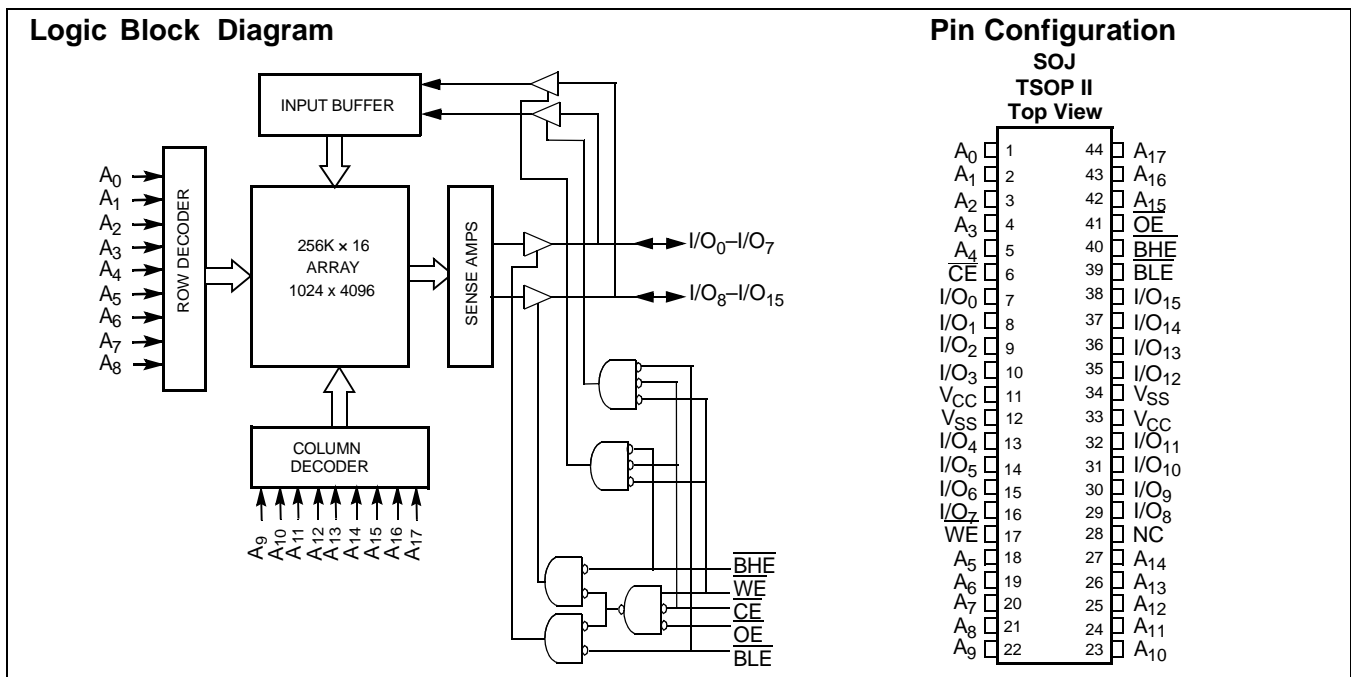 Logic Block Diagram
INPUT BUFFER
A0
A1
A2
A3
A4
A5
A6
A7
A8
ROW DECODER
256K × 16
ARRAY
1024 x 4096
SENSE AMPS
I/O0–I/O7
I/O8–I/O15
COLUMN
DECODER
A9
A10
A11
A12
A13
A14
A15
A16
A17
BHE
WE
CE
OE
BLE
Pin Configuration
SOJ
TSOP II
Top View
A0 1 44 A17
A1 2 43 A16
A2 3 42 A15
A3 4 41 OE
A4 5 40 BHE
CE 6 39 BLE
I/O0 7 38 I/O15
I/O1 8 37 I/O14
I/O2 9 36 I/O13
I/O3 10 35 I/O12
VCC 11 34 VSS
VSS 12 33 VCC
I/O4 13 32 I/O11
I/O5 14 31 I/O10
I/O6 15 30 I/O9
I/O7 16 29 I/O8
WE 17 28 NC
A5 18 27 A14
A6 19 26 A13
A7 20 25 A12
A8 21 24 A11
A9 22 23 A10